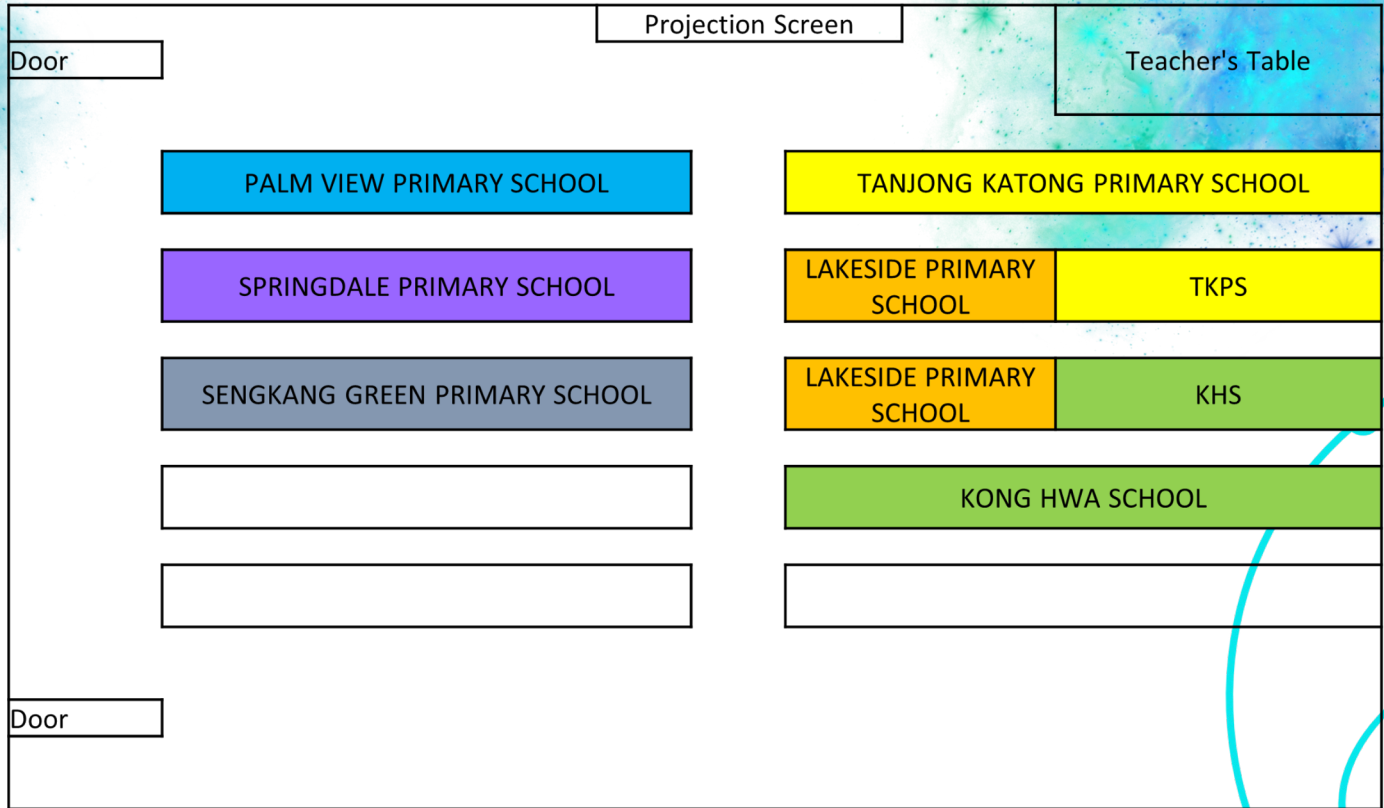 Projection Screen
Door
Teacher's Table
PALM VIEW PRIMARY SCHOOL
TANJONG KATONG PRIMARY SCHOOL
SPRINGDALE PRIMARY SCHOOL
LAKESIDE PRIMARY
SCHOOL
TKPS
SENGKANG GREEN PRIMARY SCHOOL
LAKESIDE PRIMARY
SCHOOL
KHS
KONG HWA SCHOOL
Door